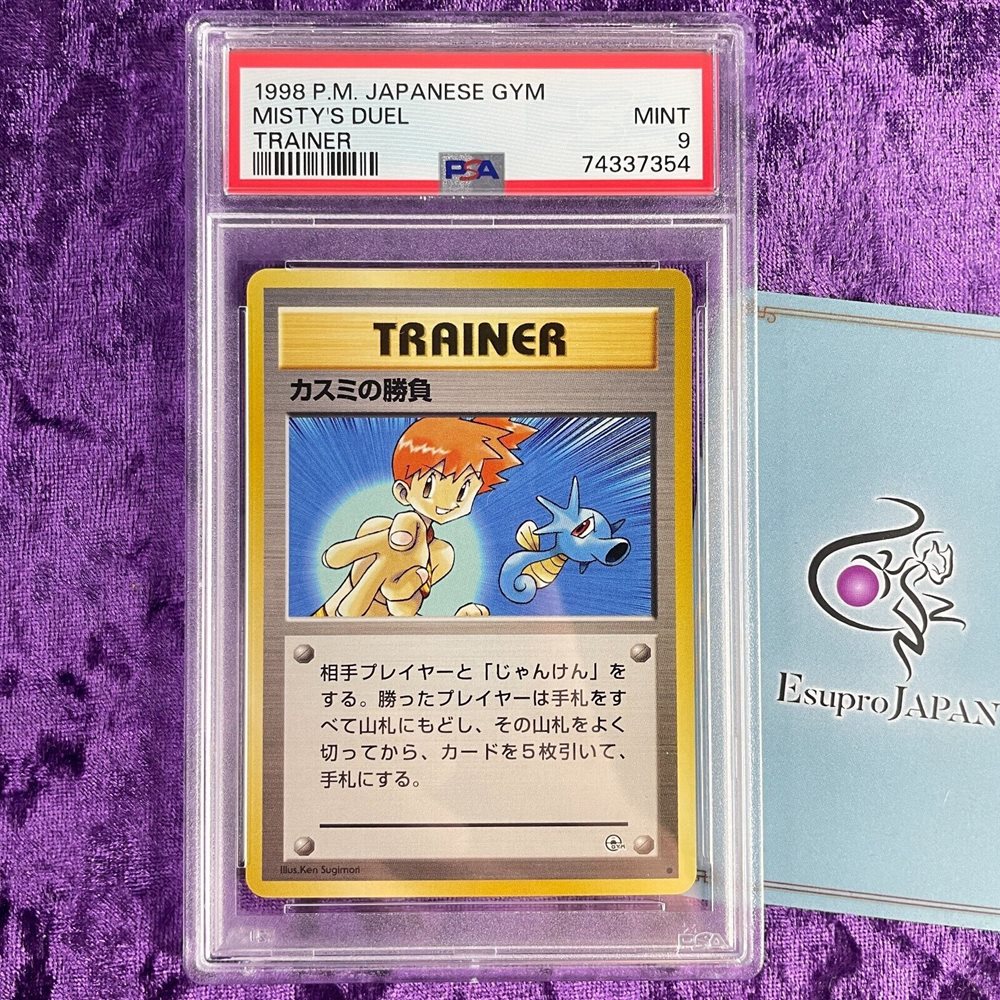 1998 P.M. JAPANESE GYM
MISTY'S DUEL MINT
TRAINER 9
PSA 74337354
TRAINER
カスミの勝負
相手プレイヤーと「じゃんけん」を
する。勝ったプレイヤーは手札をす
べて山札にもどし、その山札をよく
切ってから、カードを5枚引いて、
手札にする。
GYM
Illus.Ken Sugimori
EsuproJAPAN
PSA